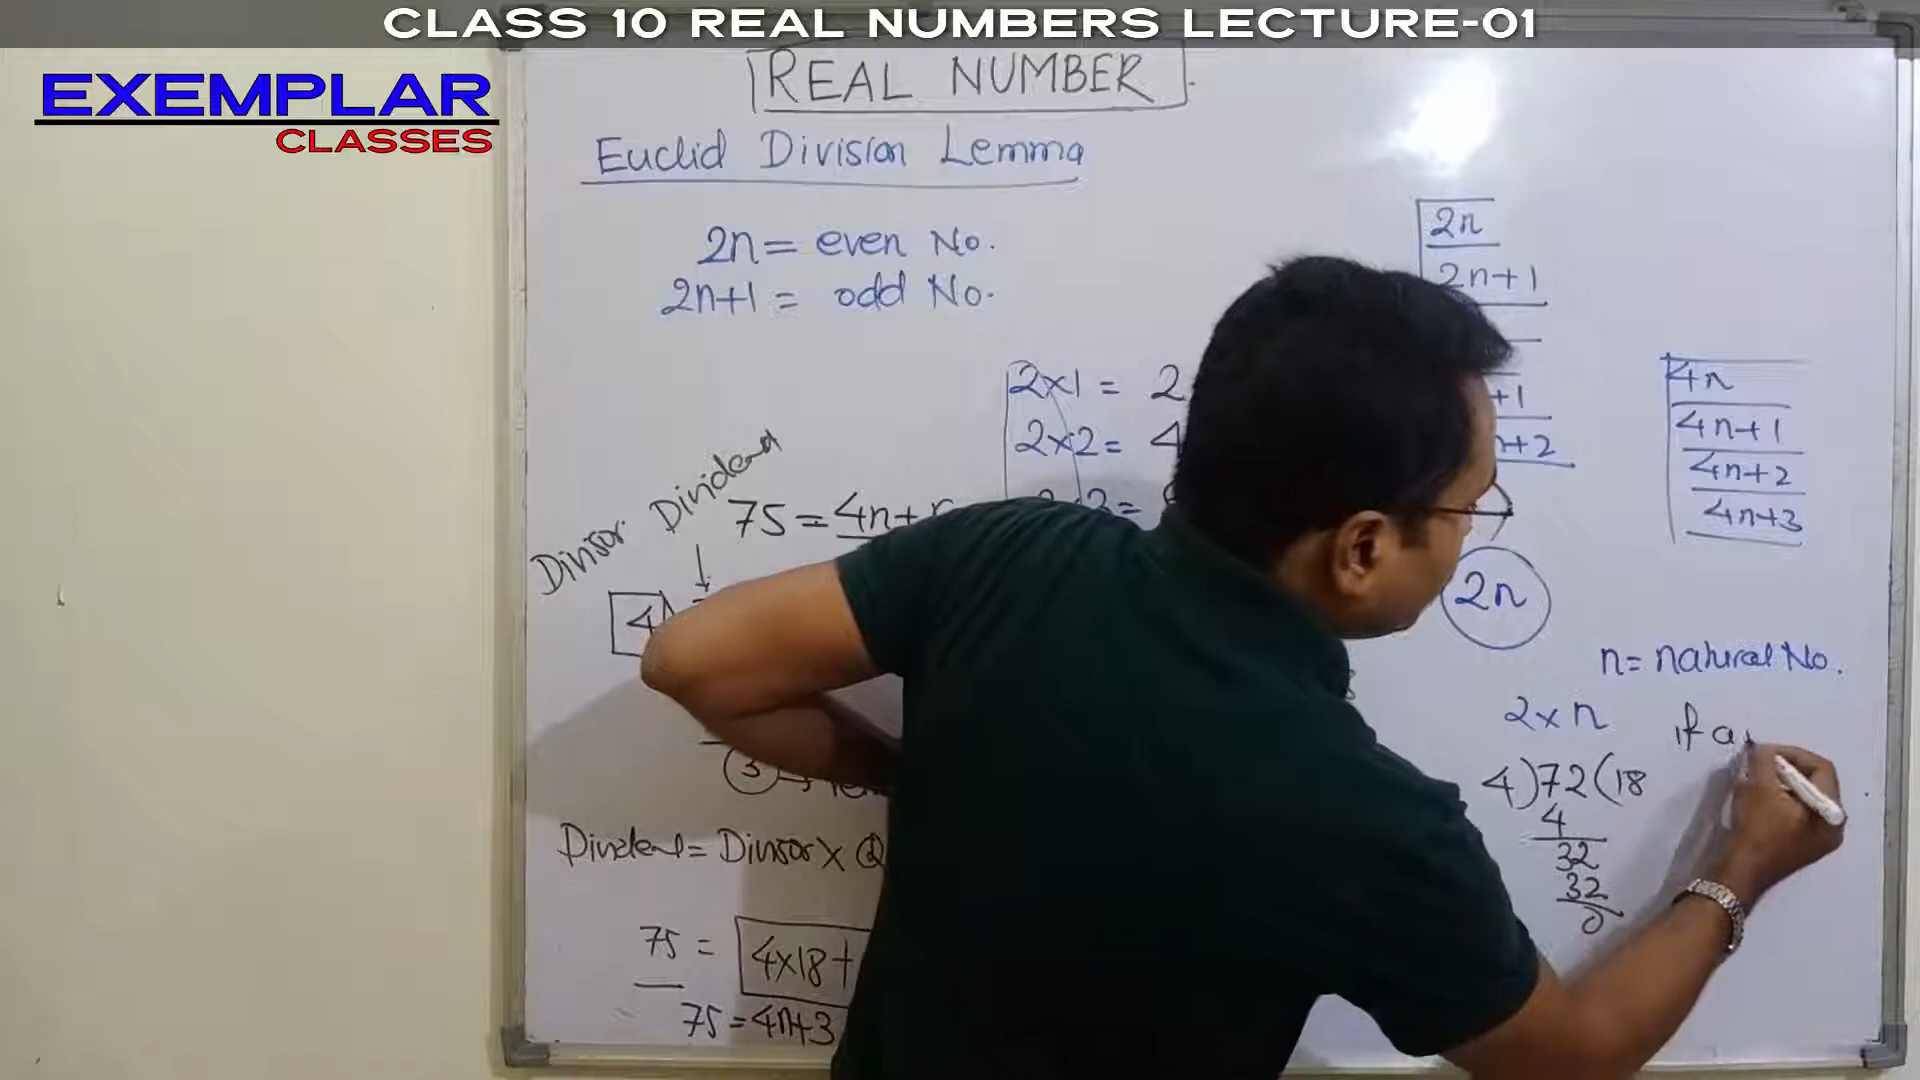 CLASS 10 REAL NUMBERS LECTURE-01
EXEMPLAR
CLASSES
REAL NUMBER
Euclid Division Lemma
2n = even No.
2n+1 = odd No.
2×1 = 2
2×2 = 4
Divisor
Dividend
75 = 4n+
4
3
Dividend = Divisor × Q
75 = 4×18+
75 = 4n+3
2n
2n+1
+1
+2
2n
4n
4n+1
4n+2
4n+3
n = natural No.
2×n
if a
4)72(18
4
32
32
0